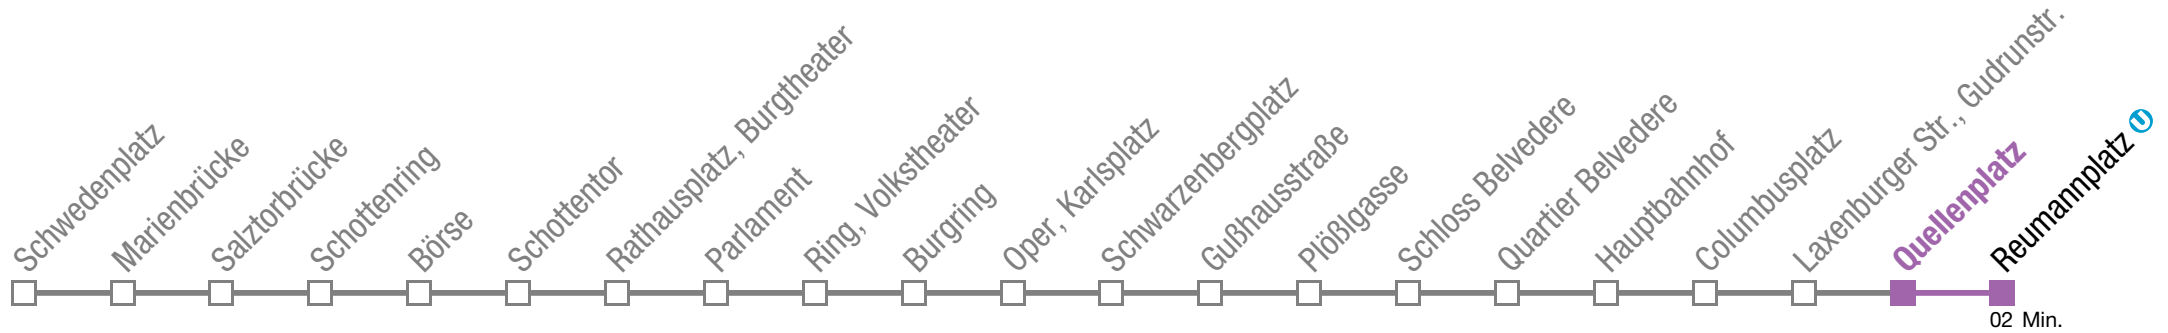 Schwedenplatz
Marienbrücke
Salztorbrücke
Schottenring
Börse
Schottentor
Rathausplatz, Burgtheater
Parlament
Ring, Volkstheater
Burgring
Oper, Karlsplatz
Schwarzenbergplatz
Gußhausstraße
Plößlgasse
Schloss Belvedere
Quartier Belvedere
Hauptbahnhof
Columbusplatz
Laxenburger Str., Gudrunstr.
Quellenplatz
Reumannplatz U
02 Min.